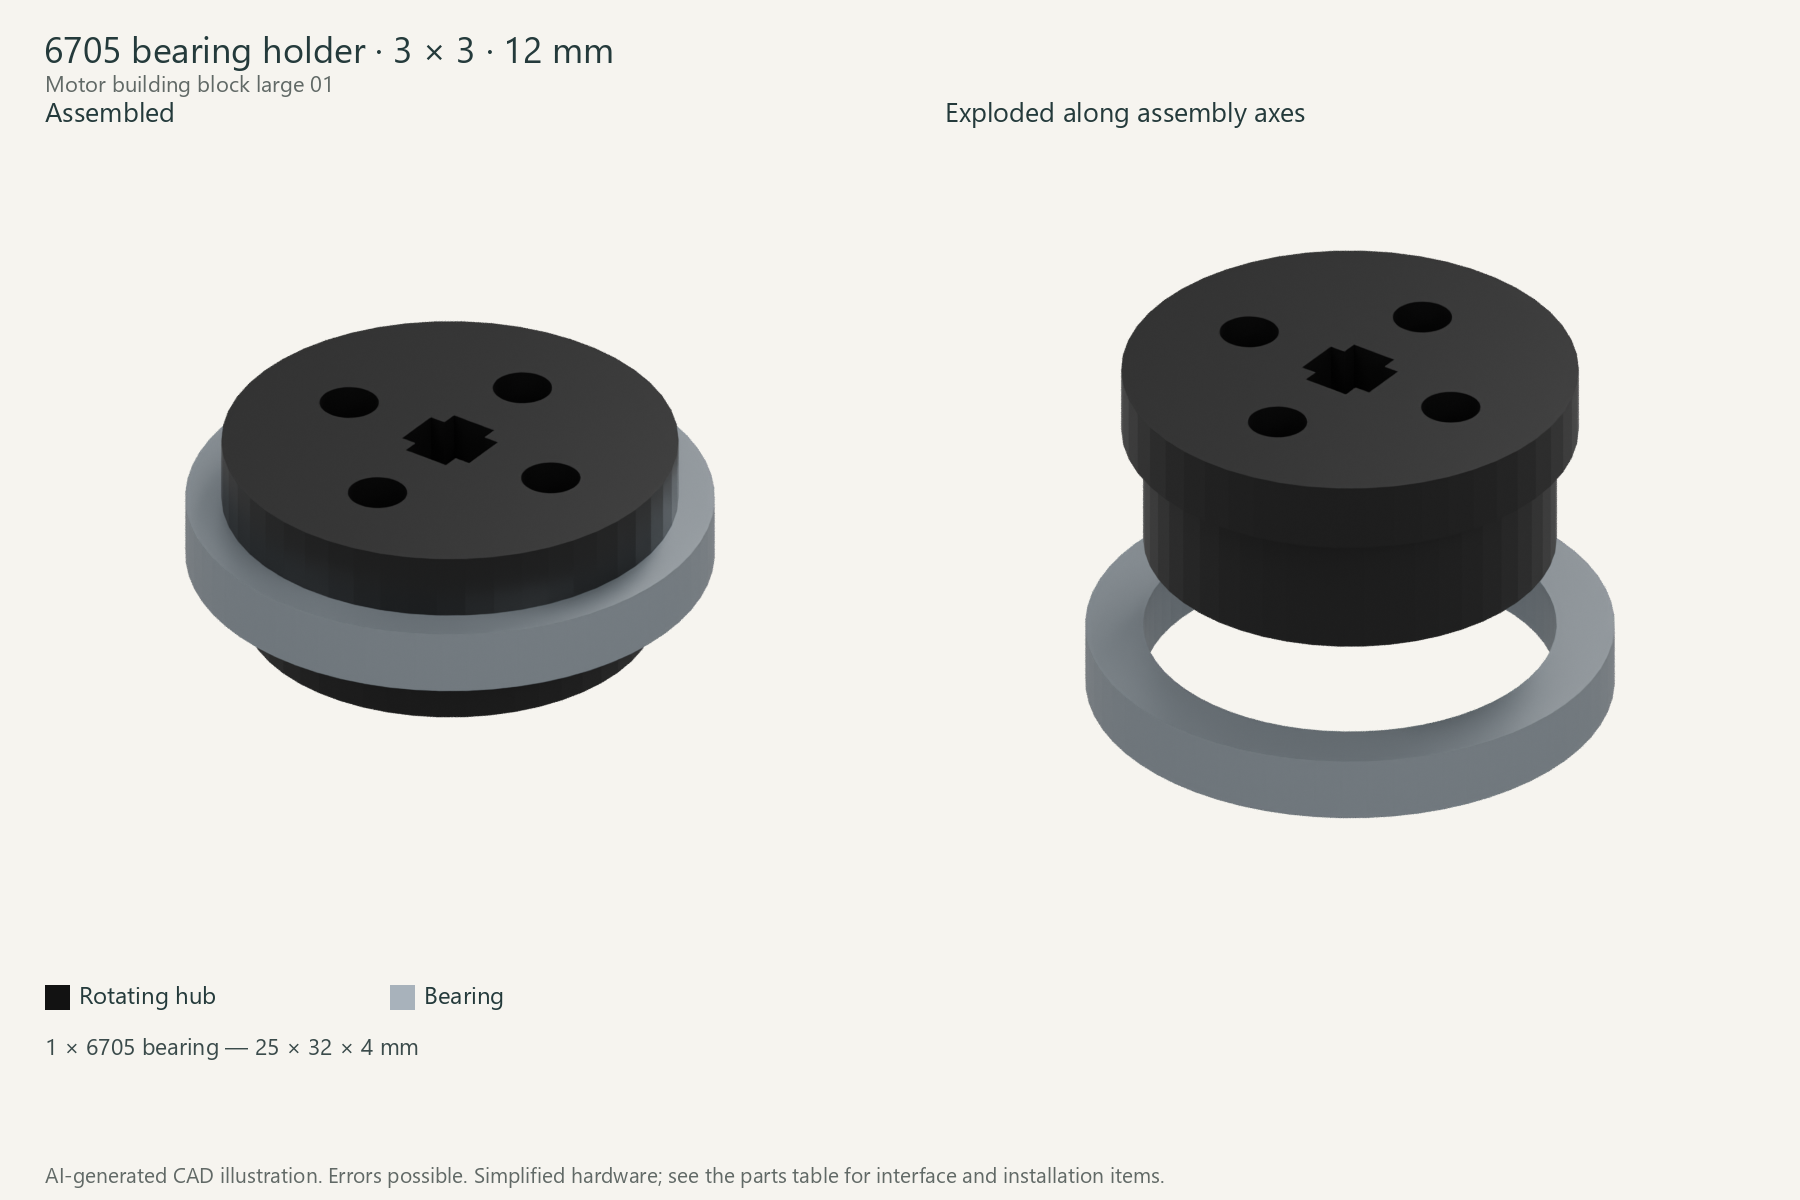 6705 bearing holder · 3 × 3 · 12 mm
Motor building block large 01
Assembled
Exploded along assembly axes
Rotating hub
Bearing
1 × 6705 bearing — 25 × 32 × 4 mm
AI-generated CAD illustration. Errors possible. Simplified hardware; see the parts table for interface and installation items.